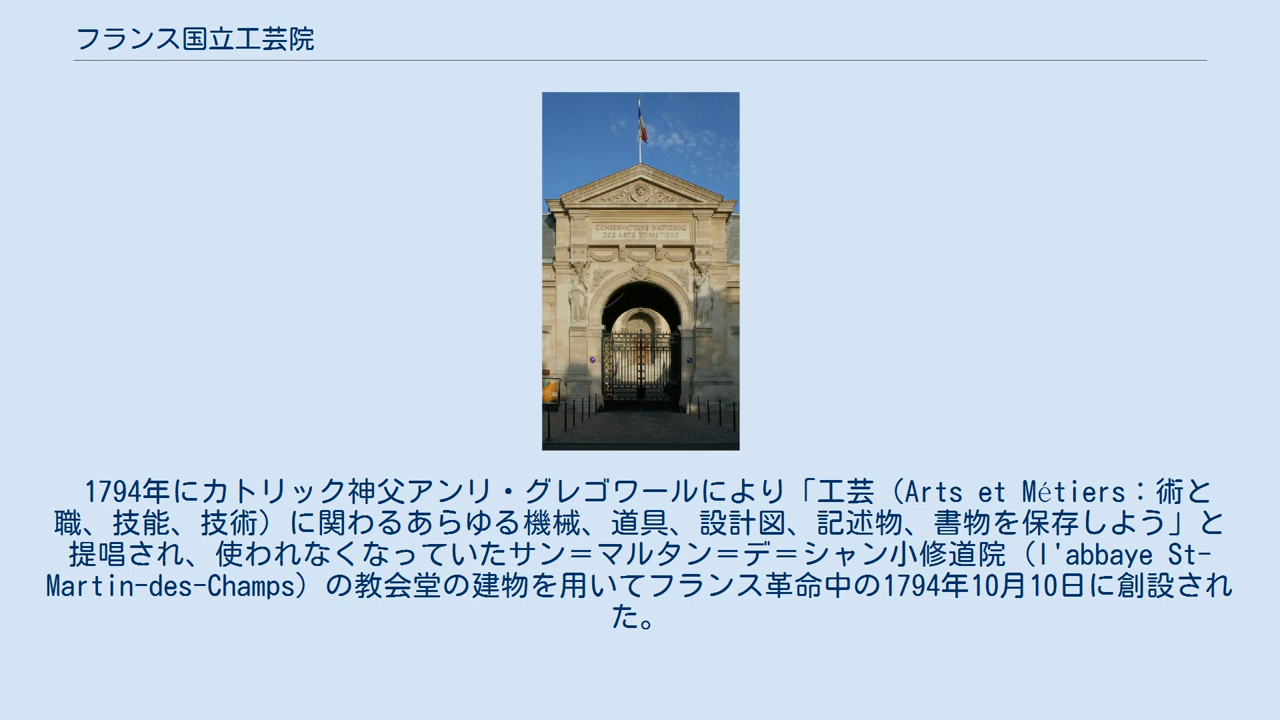 フランス国立工芸院
CONSERVATOIRE NATIONAL
DES ARTS ET METIERS
1794年にカトリック神父アンリ・グレゴワールにより「工芸（Arts et Métiers：術と
職、技能、技術）に関わるあらゆる機械、道具、設計図、記述物、書物を保存しよう」と
提唱され、使われなくなっていたサン＝マルタン＝デ＝シャン小修道院（l'abbaye St-
Martin-des-Champs）の教会堂の建物を用いてフランス革命中の1794年10月10日に創設され
た。